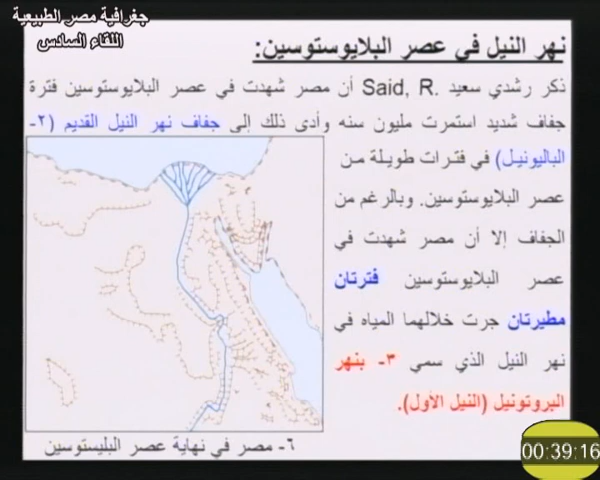 جغرافية مصر الطبيعية
اللقاء السادس
نهر النيل في عصر البلايوستوسين:
ذكر رشدي سعيد Said, R. أن مصر شهدت في عصر البلايوستوسين فترة
جفاف شديد استمرت مليون سنه وأدى ذلك إلى جفاف نهر النيل القديم (٢-
الباليونيل) في فترات طويلة من
عصر البلايوستوسين. وبالرغم من
الجفاف إلا أن مصر شهدت في
عصر البلايوستوسين فترتان
مطيرتان جرت خلالهما المياه في
نهر النيل الذي سمي ٣- بنهر
البروتونيل (النيل الأول).
٦- مصر في نهاية عصر البليستوسين
00:39:16